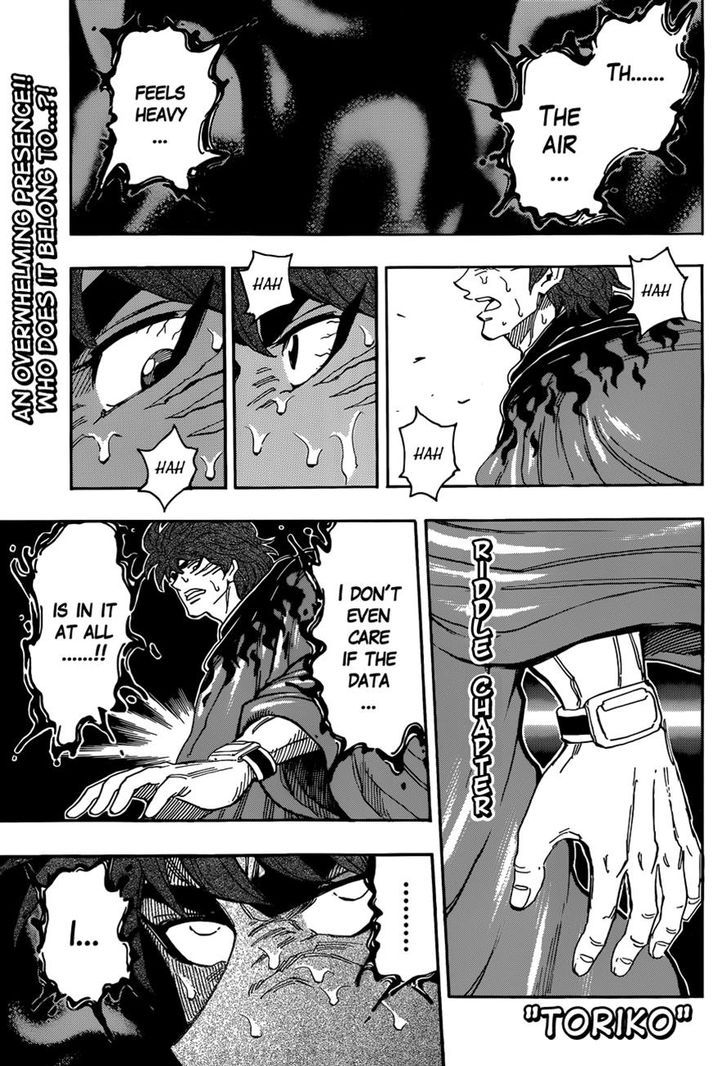 AN OVERWHELMING PRESENCE!!
WHO DOES IT BELONG TO...?!
TH......
THE
AIR
...
FEELS
HEAVY
...
HAH
HAH
HAH
HAH
HAH
RIDDLE CHAPTER
I DON'T
EVEN
CARE
IF THE
DATA
...
IS IN IT
AT ALL
.......!!
........
I...
"TORIKO"